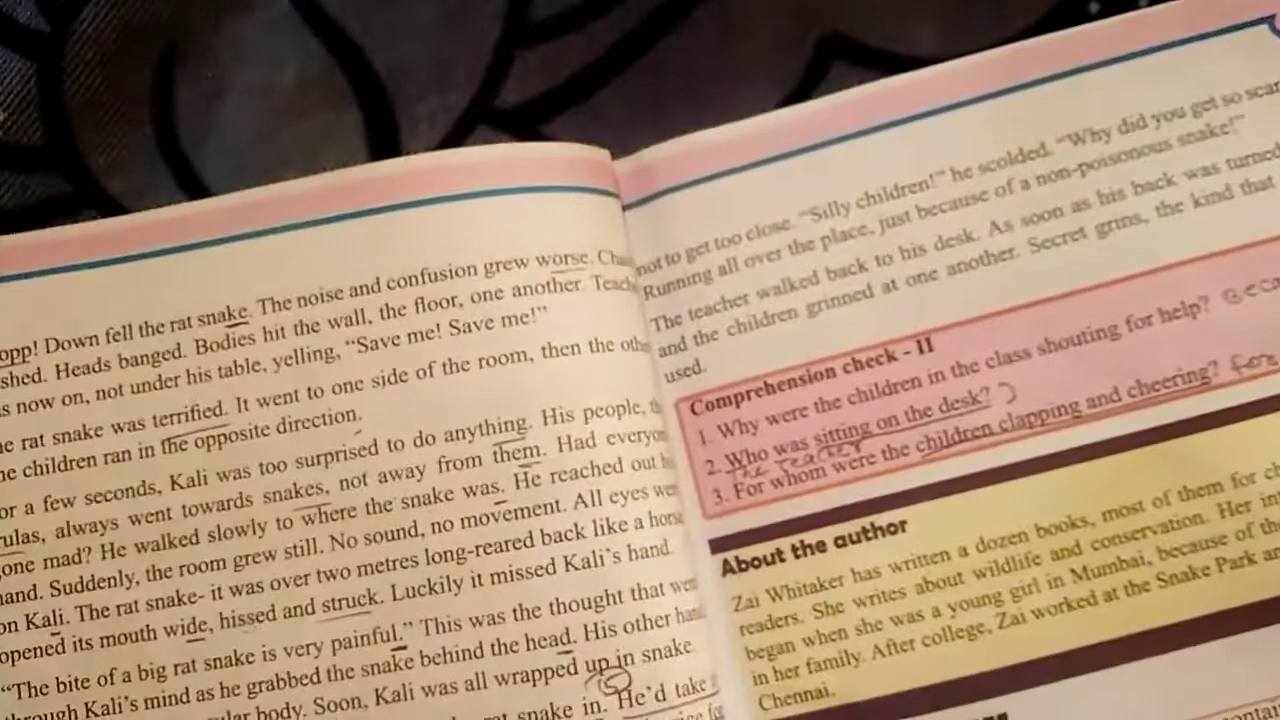 opp! Down fell the rat snake. The noise and confusion grew worse.
shed. Heads banged. Bodies hit the wall, the floor, one another.
s now on, not under his table, yelling, “Save me! Save me!”
rat snake was terrified. It went to one side of the room, then the
children ran in the opposite direction.
or a few seconds, Kali was too surprised to do anything. His people,
ulas, always went towards snakes, not away from them. Had
one mad? He walked slowly to where the snake was. He reached out
hand. Suddenly, the room grew still. No sound, no movement. All eyes
on Kali. The rat snake- it was over two metres long-reared back like a
opened its mouth wide, hissed and struck. Luckily it missed Kali's hand.
“The bite of a big rat snake is very painful.” This was the thought that
through Kali's mind as he grabbed the snake behind the head. His other
body. Soon, Kali was all wrapped up in snake.
snake in. He'd take
not to get too close. “Silly children!” he scolded. “Why did you get so
Running all over the place, just because of a non-poisonous snake!”
The teacher walked back to his desk. As soon as his back was turned
and the children grinned at one another. Secret grins, the kind that
used.
Comprehension check - II
1. Why were the children in the class shouting for help?
2. Who was sitting on the desk?
The Teacher
3. For whom were the children clapping and cheering?
About the author
Zai Whitaker has written a dozen books, most of them for
readers. She writes about wildlife and conservation. Her
began when she was a young girl in Mumbai, because of
in her family. After college, Zai worked at the Snake Park
Chennai.